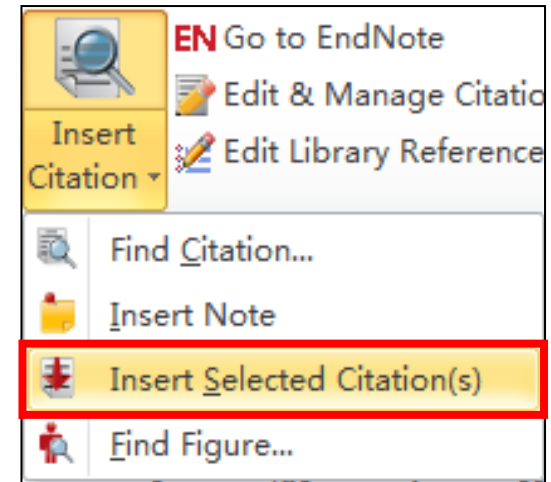 EN Go to EndNote
Edit & Manage Citatio
Insert
Citation
Edit Library Reference
Find Citation...
Insert Note
Insert Selected Citation(s)
Find Figure...